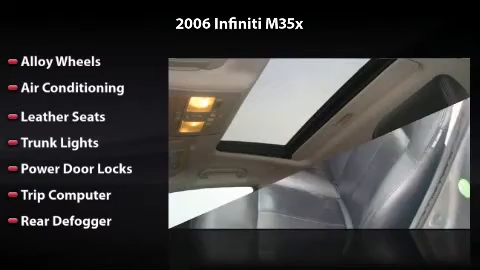 2006 Infiniti M35x
Alloy Wheels
Air Conditioning
Leather Seats
Trunk Lights
Power Door Locks
Trip Computer
Rear Defogger